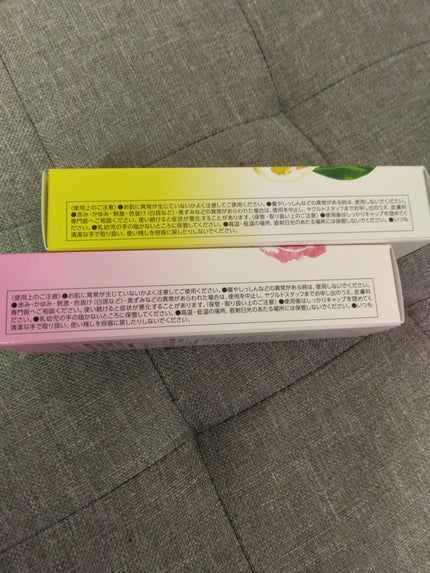 〈使用上のご注意〉●お肌に異常が生じていないかよく注意してご使用ください。●傷やしっしんなどの異常がある時は、使用しないでください。
●赤み・かゆみ・刺激・色抜け(白斑など)・黒ずみなどの異常があらわれた場合は、使用を中止し、ヤクルトスタッフまでお申し出のうえ、皮膚科
専門医へご相談ください。使い続けると症状が悪化することがあります。〈保管・取り扱い上のご注意〉●使用後はしっかりキャップを閉めてく
ださい。●乳幼児の手の届かないところに保管してください。●高温・低温の場所、直射日光のあたる場所には保管しないでください。●いつも
清潔な手で取り扱い、使い残しを容器に戻したりしないでください。
〈使用上のご注意〉●お肌に異常が生じていないかよく注意してご使用ください。●傷やしっしんなどの異常がある時は、使用しないでください。
●赤み・かゆみ・刺激・色抜け(白斑など)・黒ずみなどの異常があらわれた場合は、使用を中止し、ヤクルトスタッフまでお申し出のうえ、皮膚科
専門医へご相談ください。使い続けると症状が悪化することがあります。〈保管・取り扱い上のご注意〉●使用後はしっかりキャップを閉めてく
ださい。●乳幼児の手の届かないところに保管してください。●高温・低温の場所、直射日光のあたる場所には保管しないでください。●いつも
清潔な手で取り扱い、使い残しを容器に戻したりしないでください。